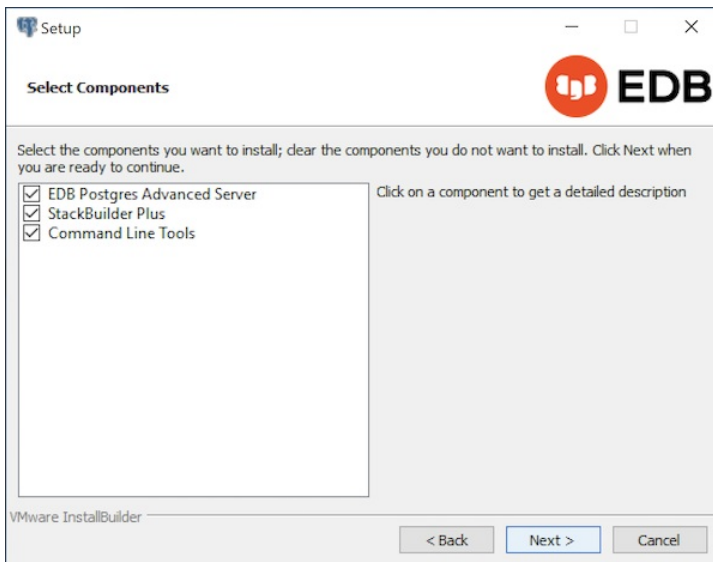 Setup
Select Components
EDB
Select the components you want to install; clear the components you do not want to install. Click Next when
you are ready to continue.
EDB Postgres Advanced Server
StackBuilder Plus
Command Line Tools
Click on a component to get a detailed description
VMware InstallBuilder
< Back
Next >
Cancel